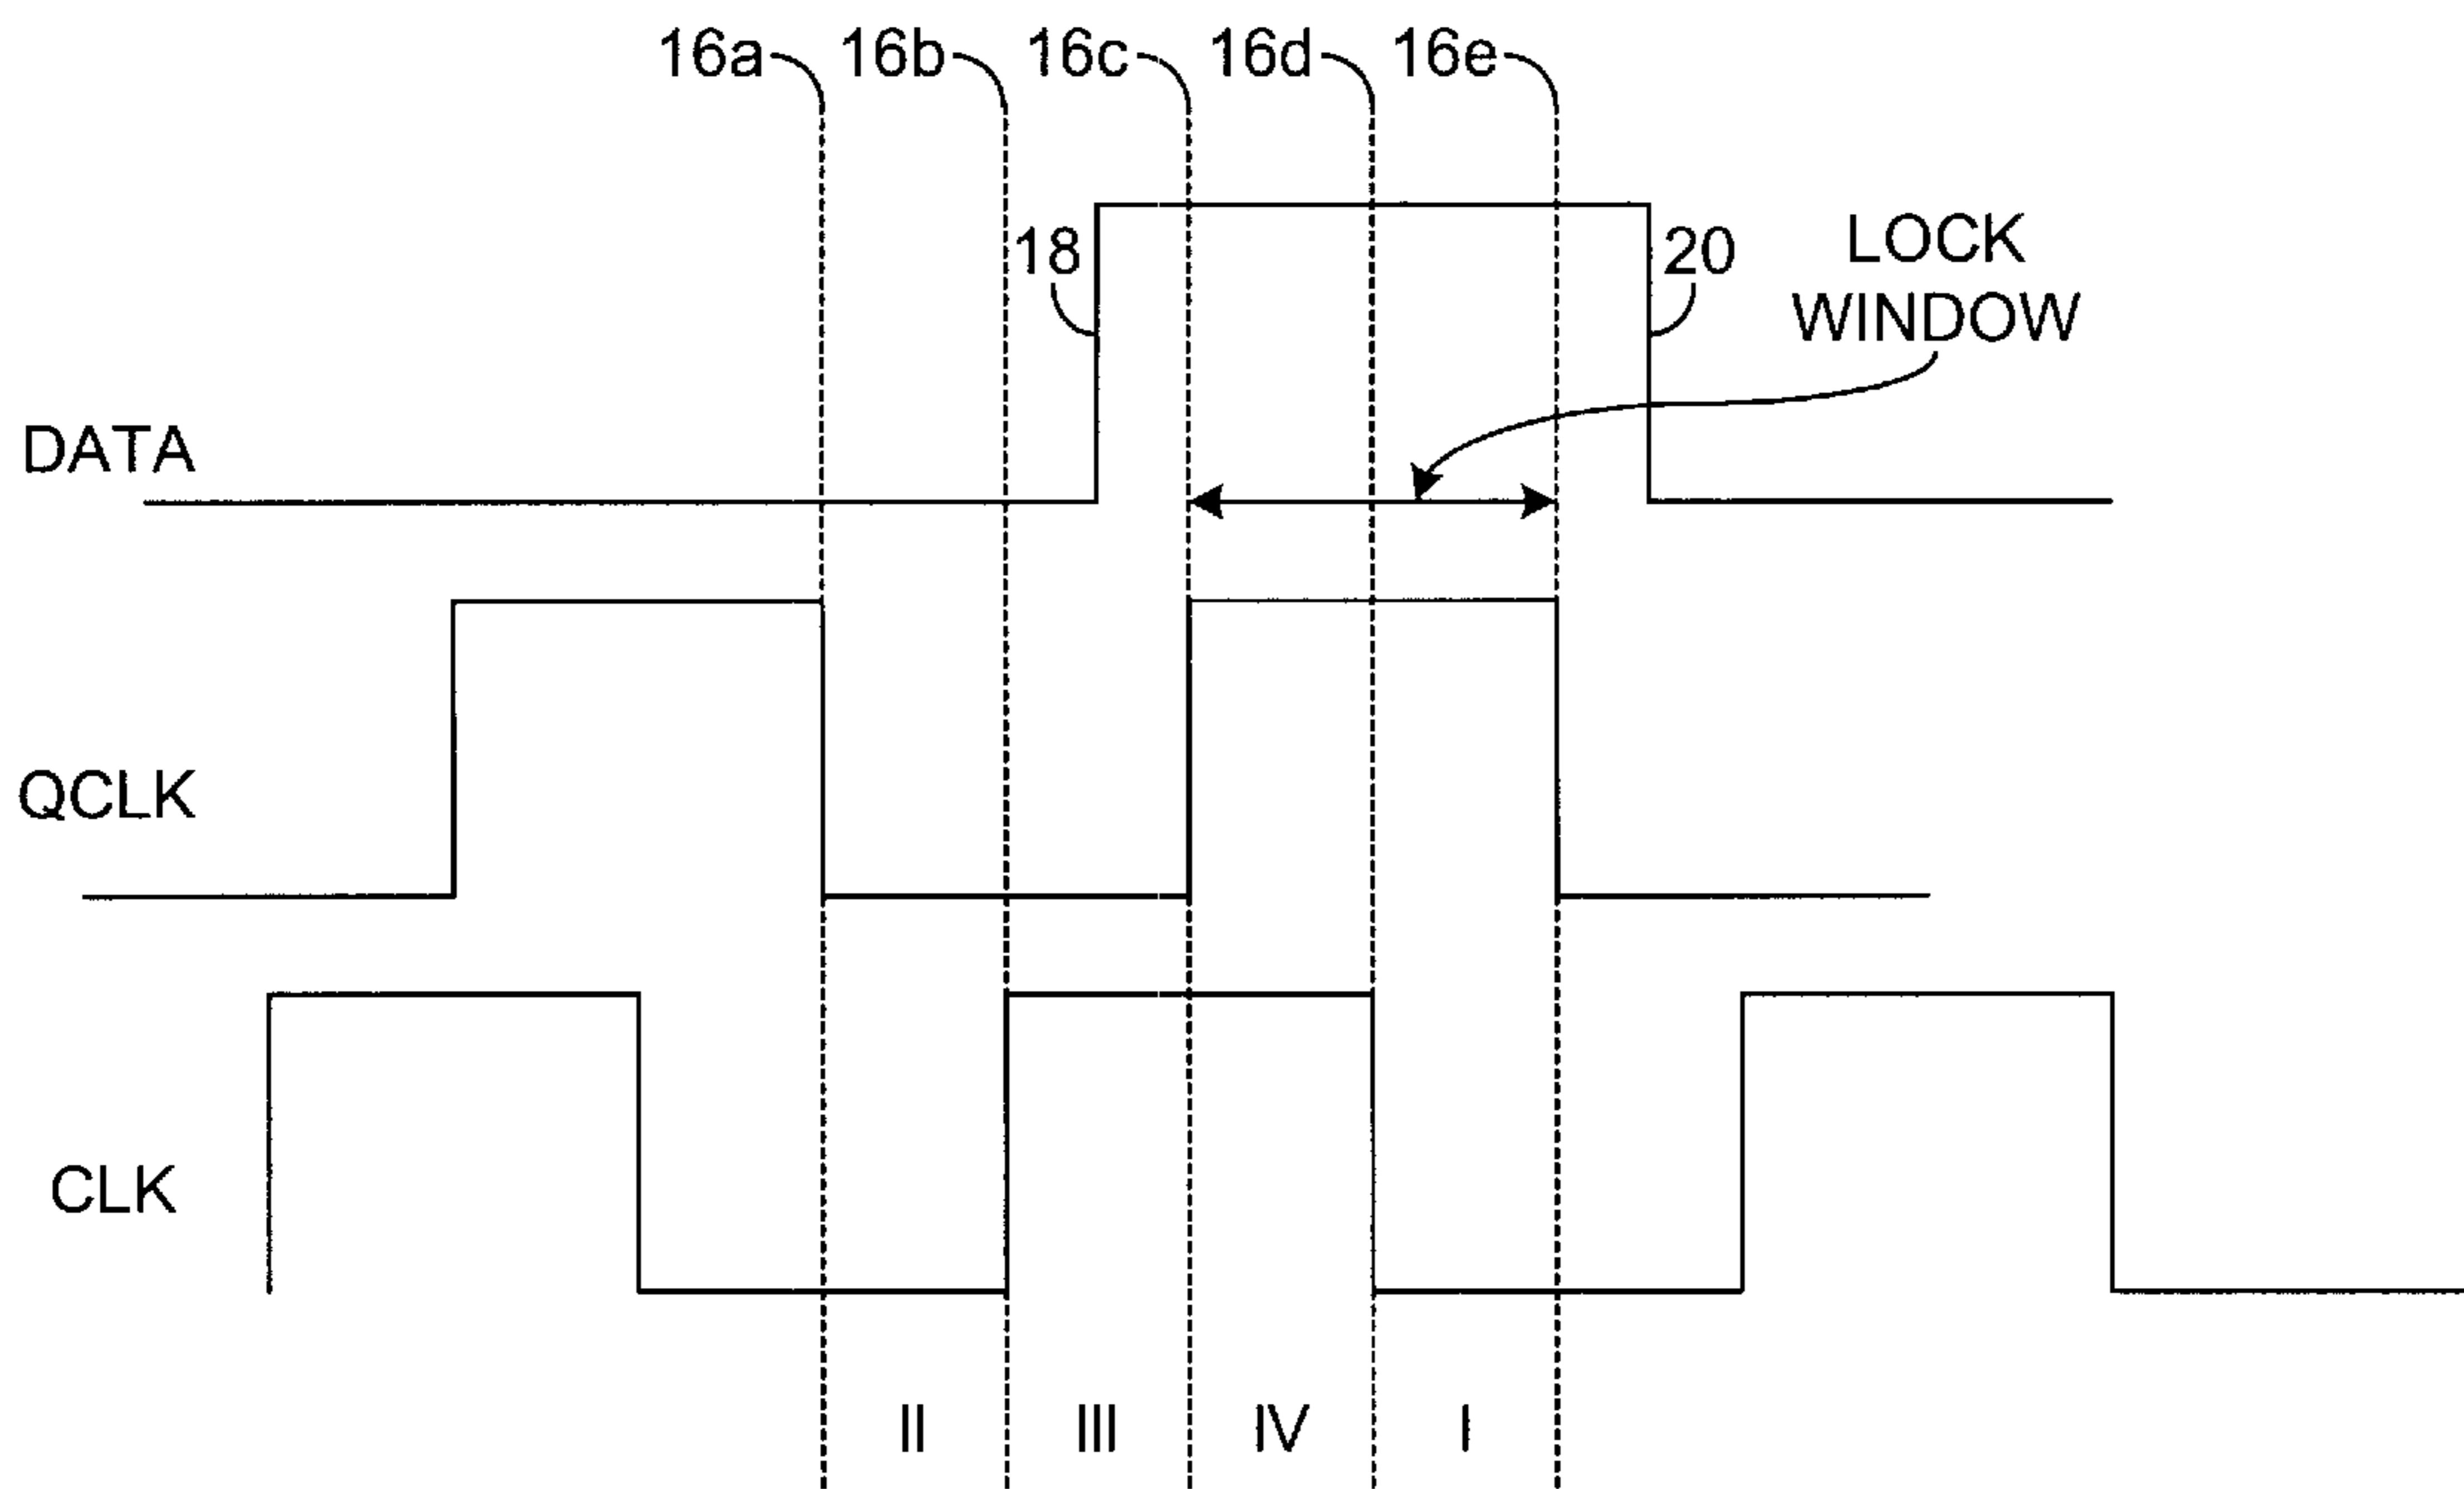 16a 16b 16c 16d 16e
18
20
LOCK
WINDOW
DATA
QCLK
CLK
II III IV I